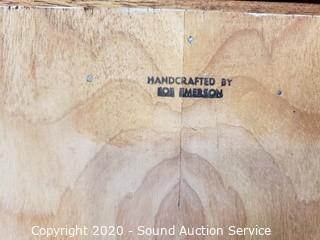 HANDCRAFTED BY
BOB EMERSON
Copyright 2020 - Sound Auction Service